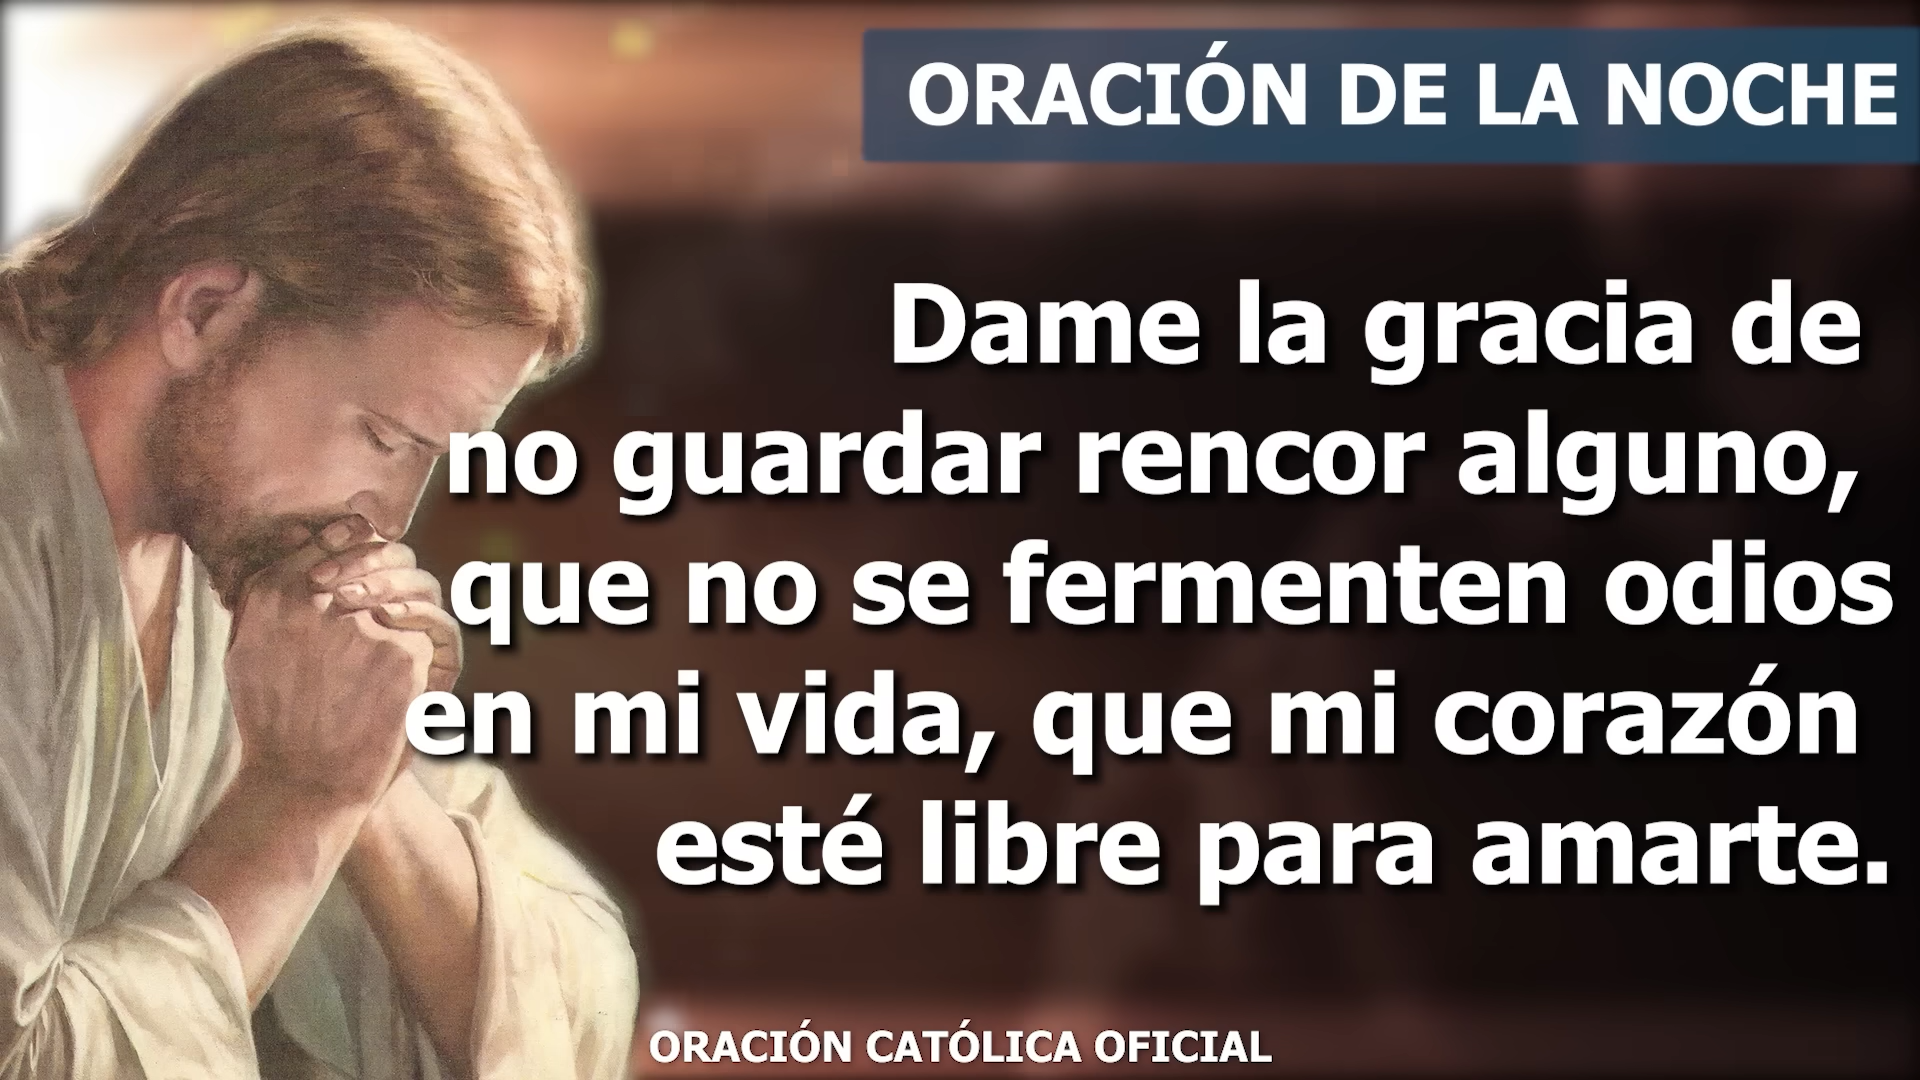 ORACIÓN DE LA NOCHE
Dame la gracia de
no guardar rencor alguno,
que no se fermenten odios
en mi vida, que mi corazón
esté libre para amarte.
ORACIÓN CATÓLICA OFICIAL